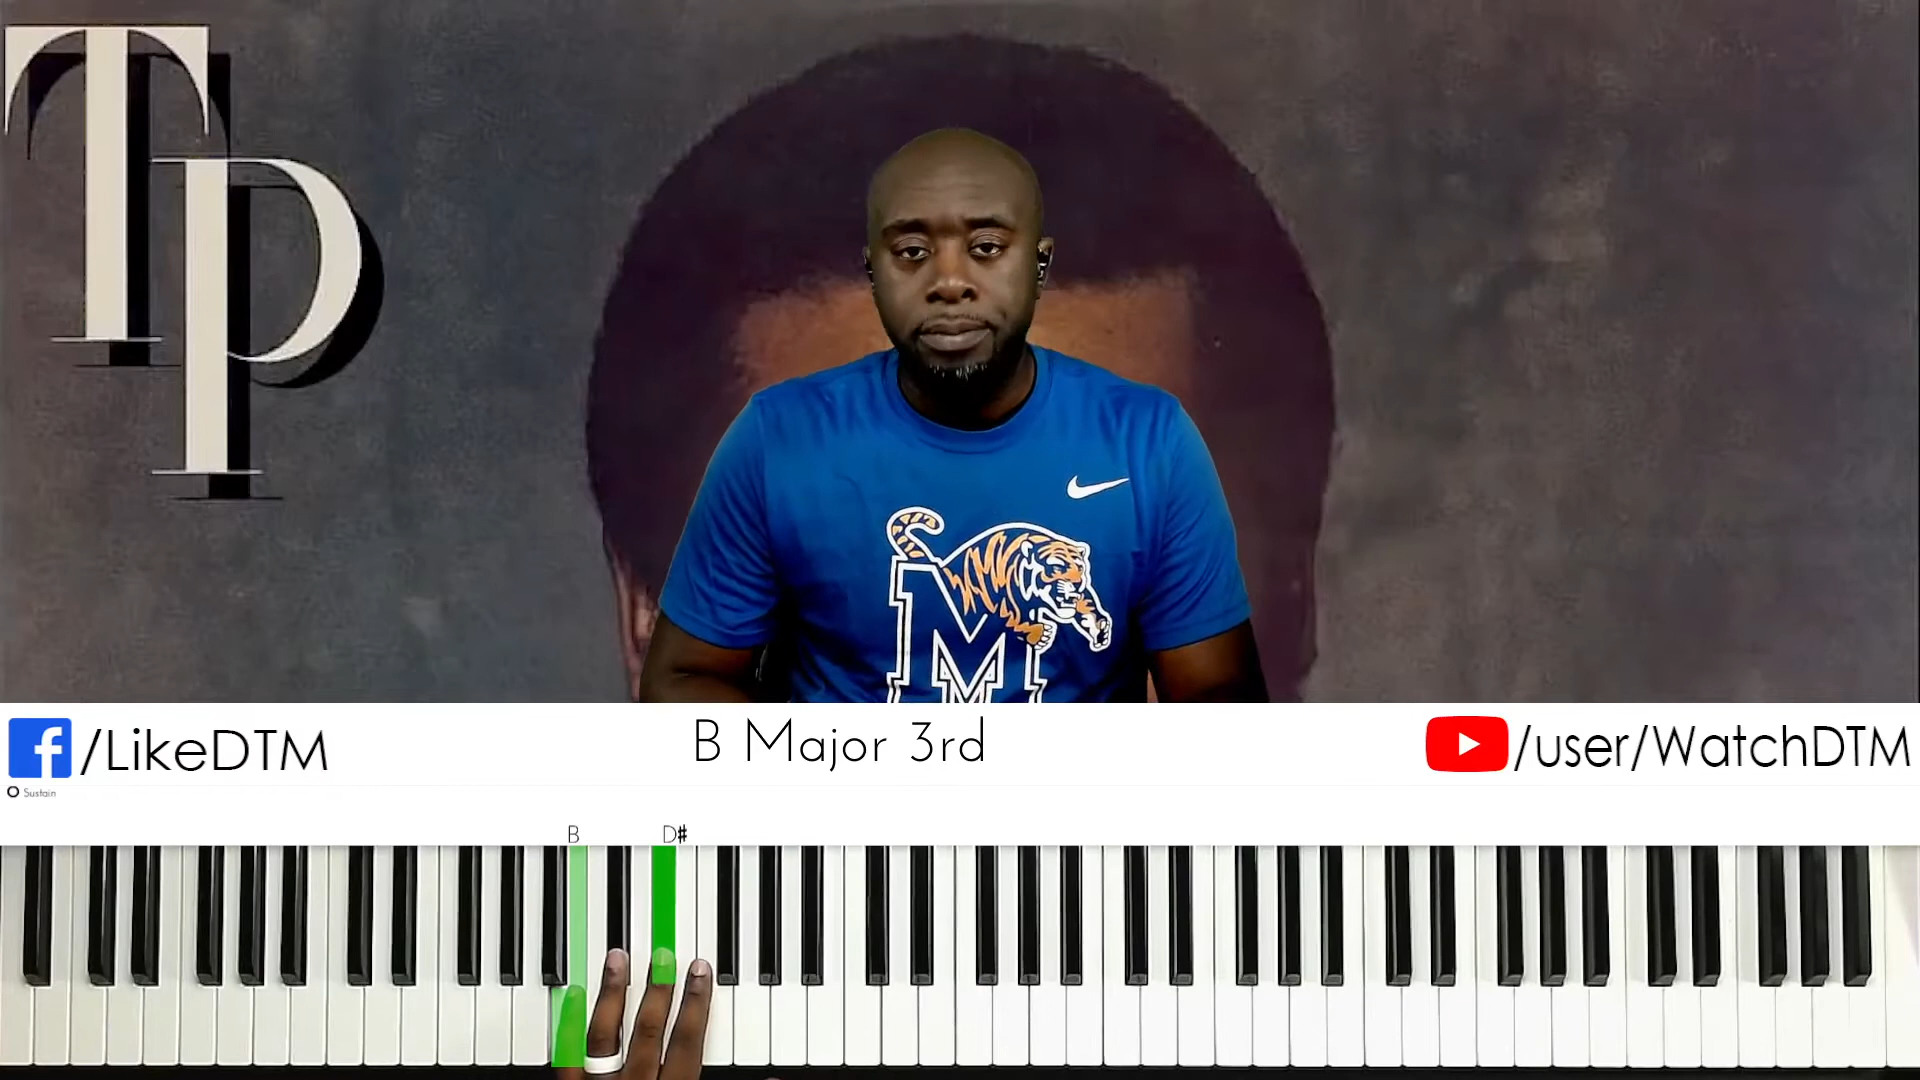 TP
/LikeDTM
B Major 3rd
/user/WatchDTM
Sustain
B
D#
M